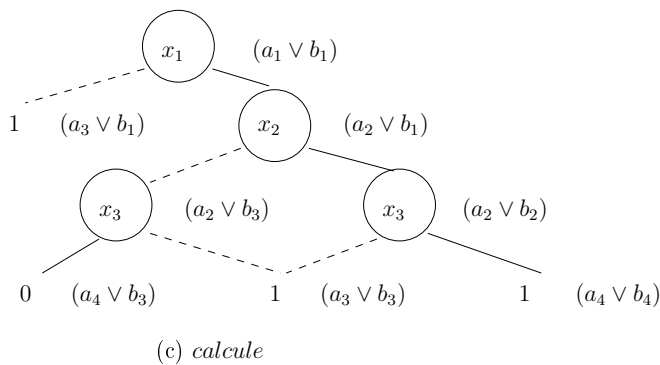 x₁ (a₁ ∨ b₁)
1 (a₃ ∨ b₁) x₂ (a₂ ∨ b₁)
x₃ (a₂ ∨ b₃) x₃ (a₂ ∨ b₂)
0 (a₄ ∨ b₃) 1 (a₃ ∨ b₃) 1 (a₄ ∨ b₄)
(c) calcule